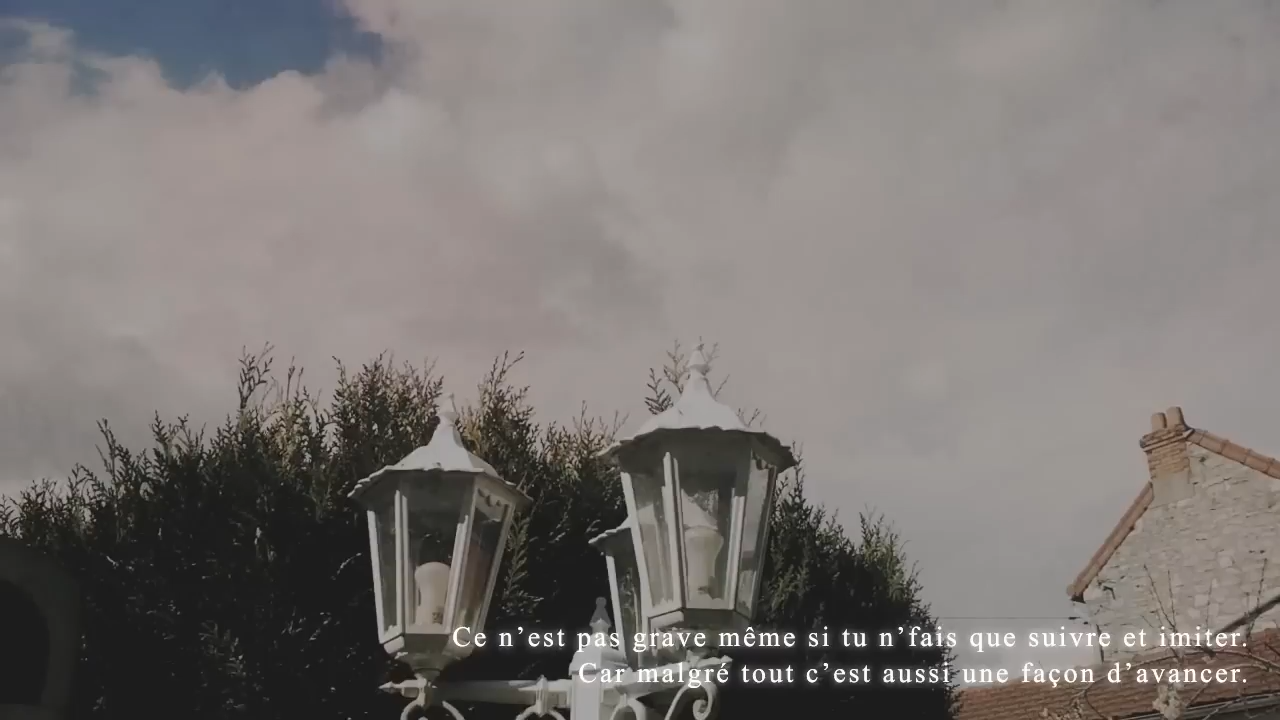 Ce n’est pas grave même si tu n’fais que suivre et imiter.
Car malgré tout c’est aussi une façon d’avancer.